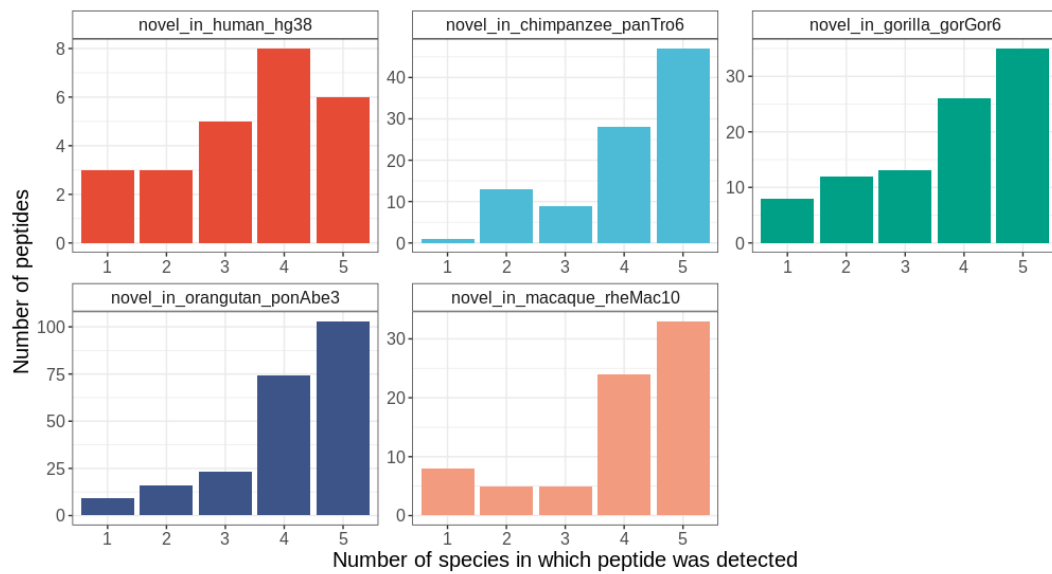 novel_in_human_hg38
novel_in_chimpanzee_panTro6
novel_in_gorilla_gorGor6
8
6
4
2
0
1 2 3 4 5
40
30
20
10
0
1 2 3 4 5
30
20
10
0
1 2 3 4 5
Number of peptides
novel_in_orangutan_ponAbe3
novel_in_macaque_rheMac10
100
75
50
25
0
1 2 3 4 5
30
20
10
0
1 2 3 4 5
Number of species in which peptide was detected